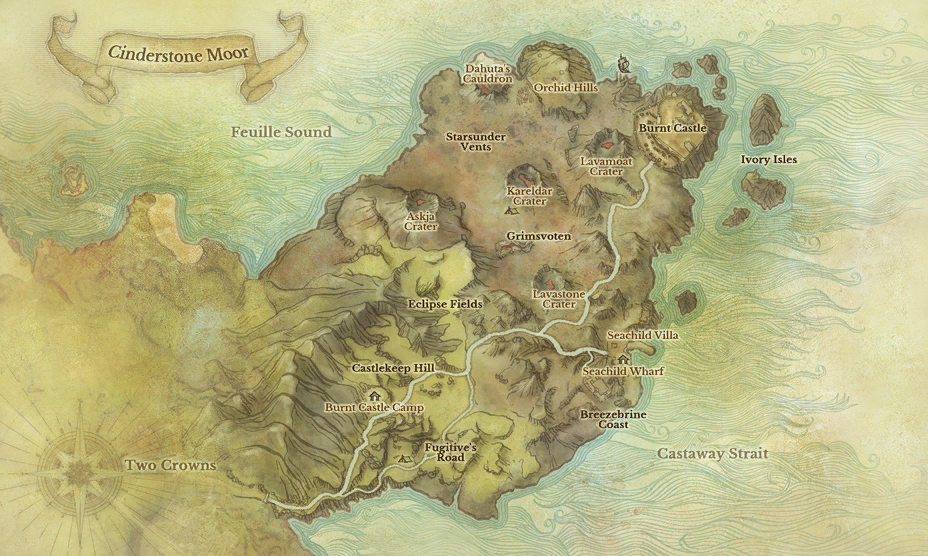 Cinderstone Moor
Dahuta's
Cauldron
Orchid Hills
Feuille Sound
Starsunder
Vents
Burnt Castle
Ivory Isles
Lavamoat
Crater
Kareldar
Crater
Askja
Crater
Grimsvoten
Eclipse Fields
Lavastone
Crater
Seachild Villa
Castlekeep Hill
Seachild Wharf
Burnt Castle Camp
Breezebrine
Coast
Fugitive's
Road
Castaway Strait
Two Crowns